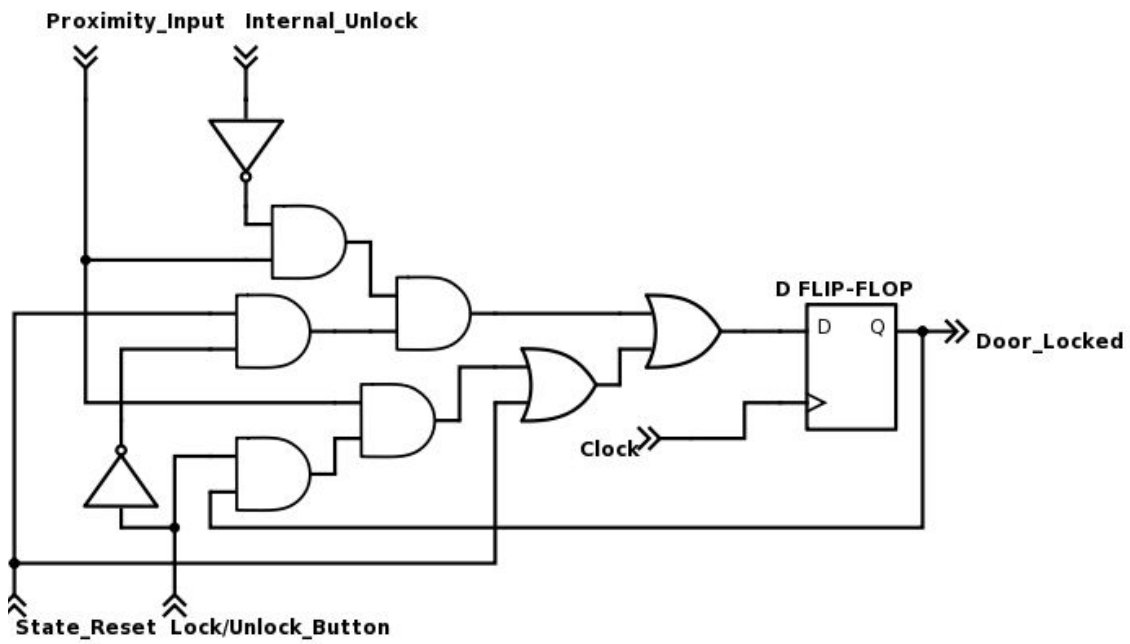 Proximity_Input Internal_Unlock
D FLIP-FLOP
D Q
Door_Locked
Clock
State_Reset Lock/Unlock_Button